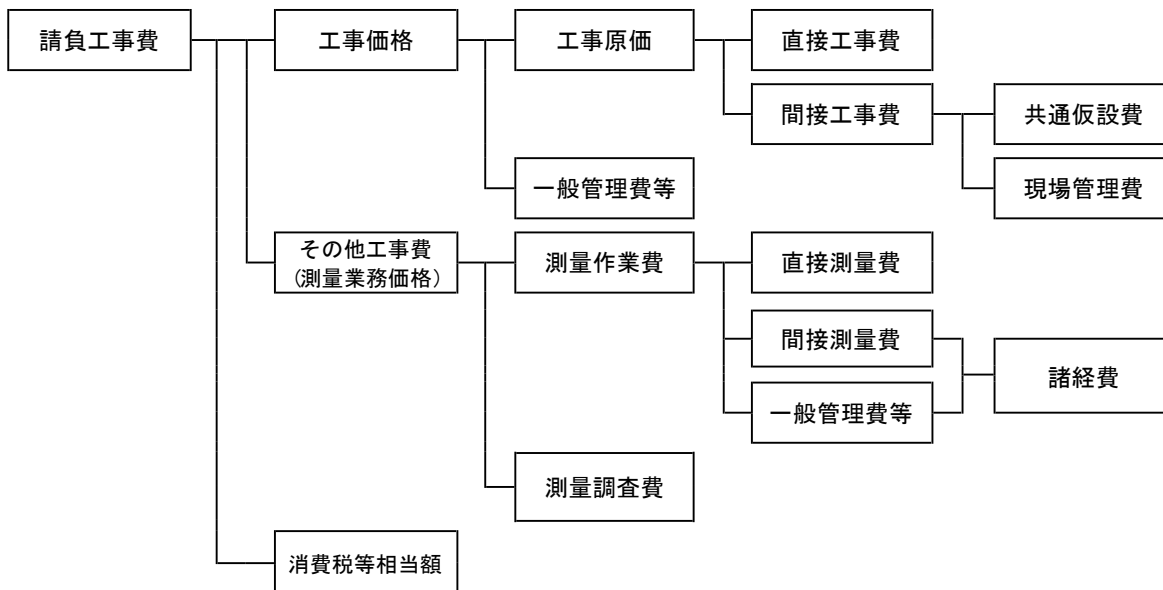 請負工事費
工事価格
工事原価
直接工事費
間接工事費
共通仮設費
現場管理費
一般管理費等
その他工事費
(測量業務価格)
測量作業費
直接測量費
間接測量費
諸経費
一般管理費等
測量調査費
消費税等相当額